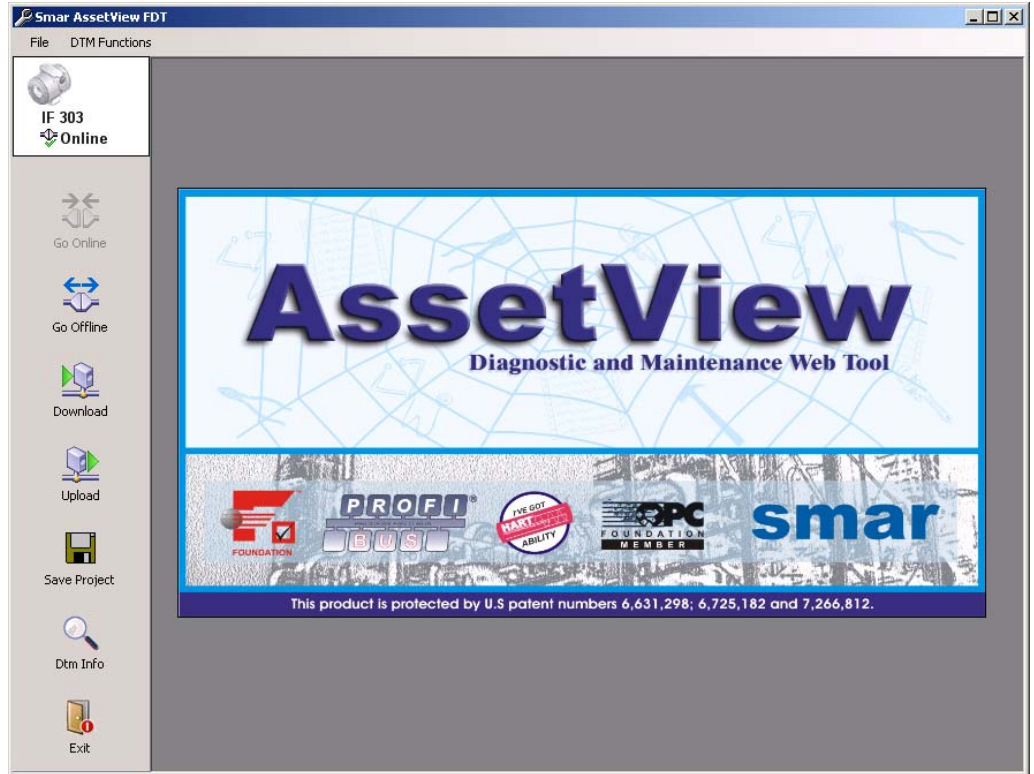 Smar AssetView FDT
File DTM Functions
IF 303
Online
Go Online
Go Offline
Download
Upload
Save Project
Dtm Info
Exit
AssetView
Diagnostic and Maintenance Web Tool
FOUNDATION
PROFI®
BUS
I'VE GOT
HART
ABILITY
OPC
FOUNDATION
MEMBER
smar
This product is protected by U.S patent numbers 6,631,298; 6,725,182 and 7,266,812.